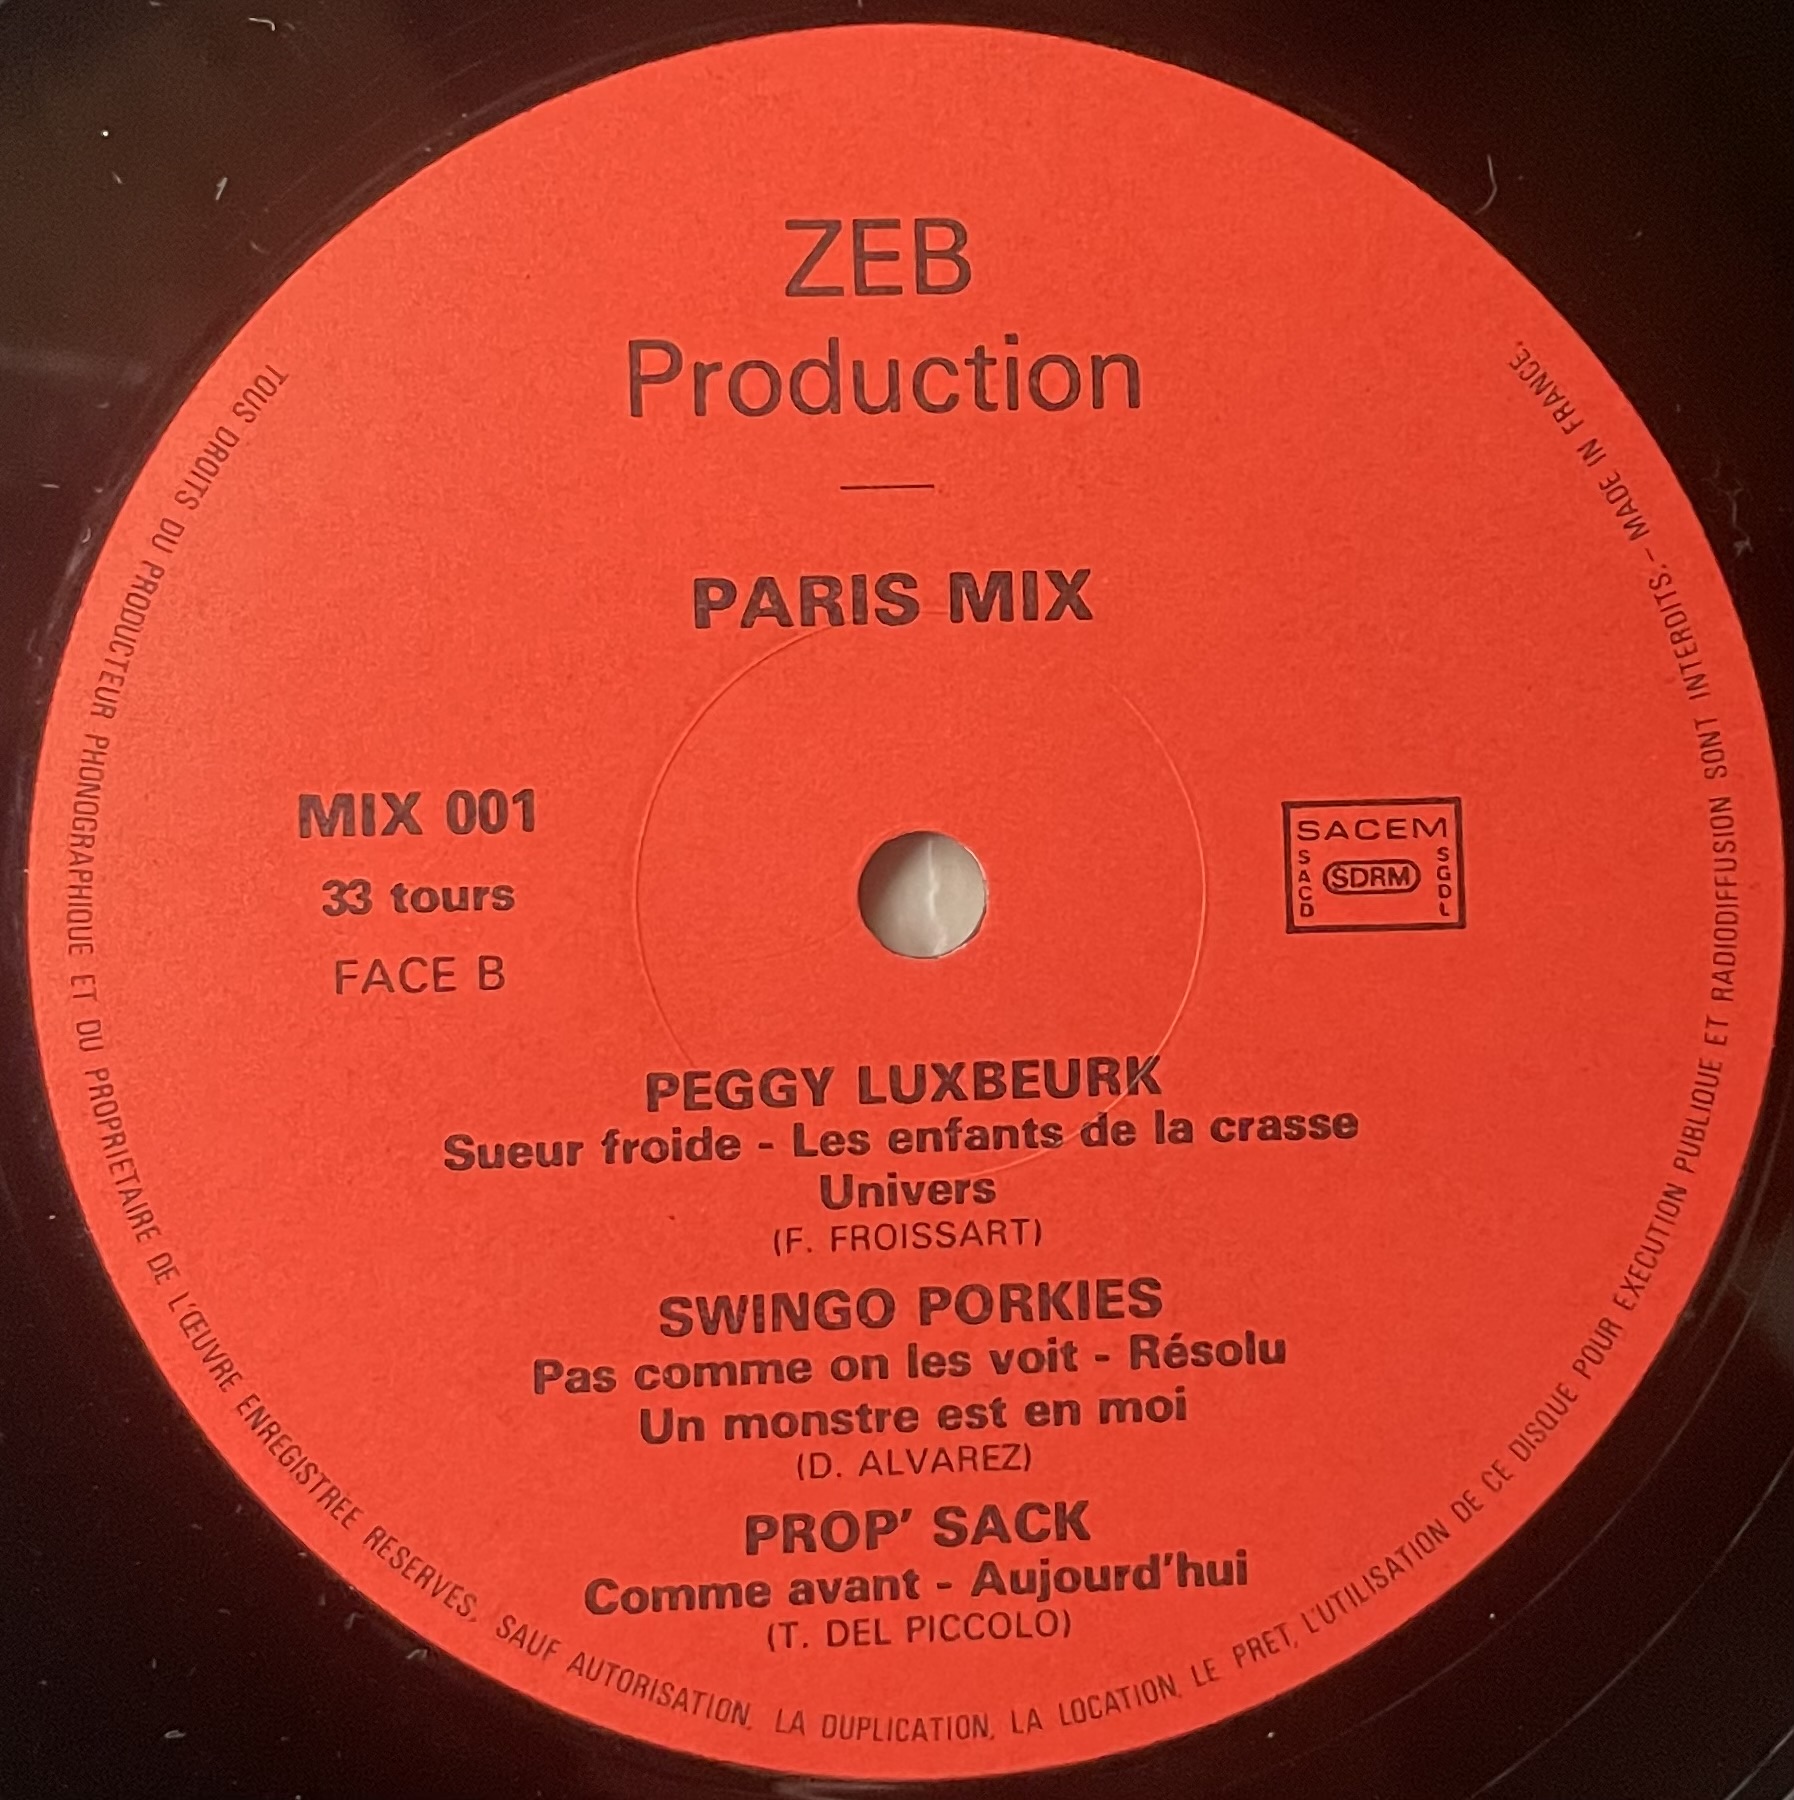 ZEB
Production
PARIS MIX
MIX 001
33 tours
FACE B
SACEM
SACD
SDRM
SGDL
PEGGY LUXBEURK
Sueur froide - Les enfants de la crasse
Univers
(F. FROISSART)
SWINGO PORKIES
Pas comme on les voit - Résolu
Un monstre est en moi
(D. ALVAREZ)
PROP' SACK
Comme avant - Aujourd'hui
(T. DEL PICCOLO)
TOUS DROITS DU PRODUCTEUR PHONOGRAPHIQUE ET DU PROPRIETAIRE DE L'ŒUVRE ENREGISTRÉE RESERVES, SAUF AUTORISATION, LA DUPLICATION, LA LOCATION, LE PRET, L'UTILISATION DE CE DISQUE POUR EXECUTION PUBLIQUE ET RADIODIFFUSION SONT INTERDITS. - MADE IN FRANCE.